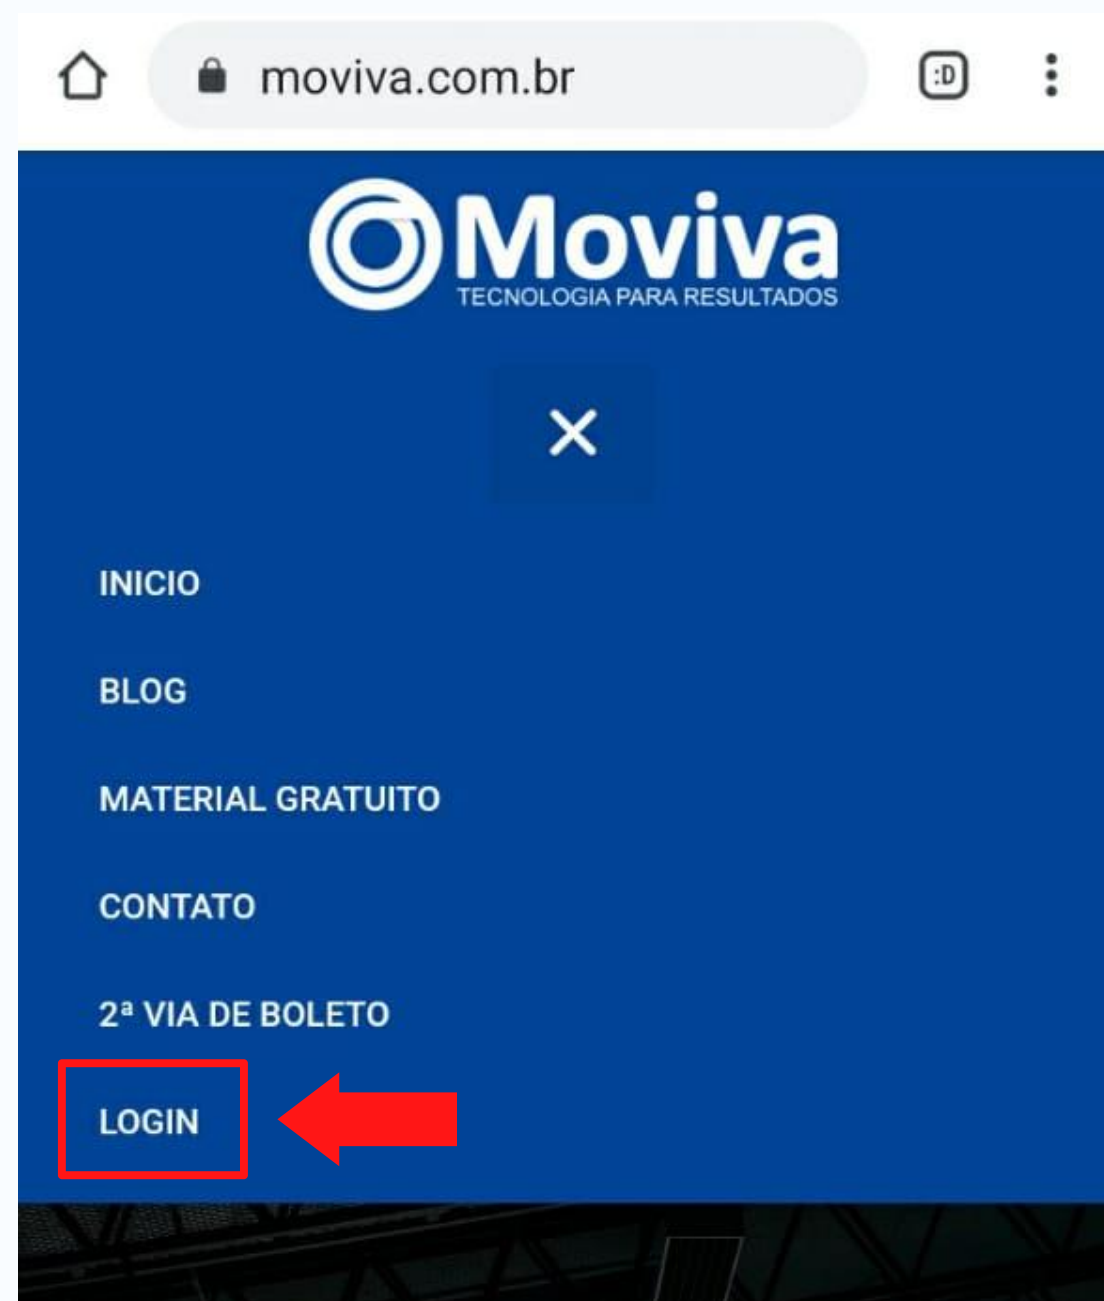 moviva.com.br
:D
Moviva
TECNOLOGIA PARA RESULTADOS
INICIO
BLOG
MATERIAL GRATUITO
CONTATO
2ª VIA DE BOLETO
LOGIN